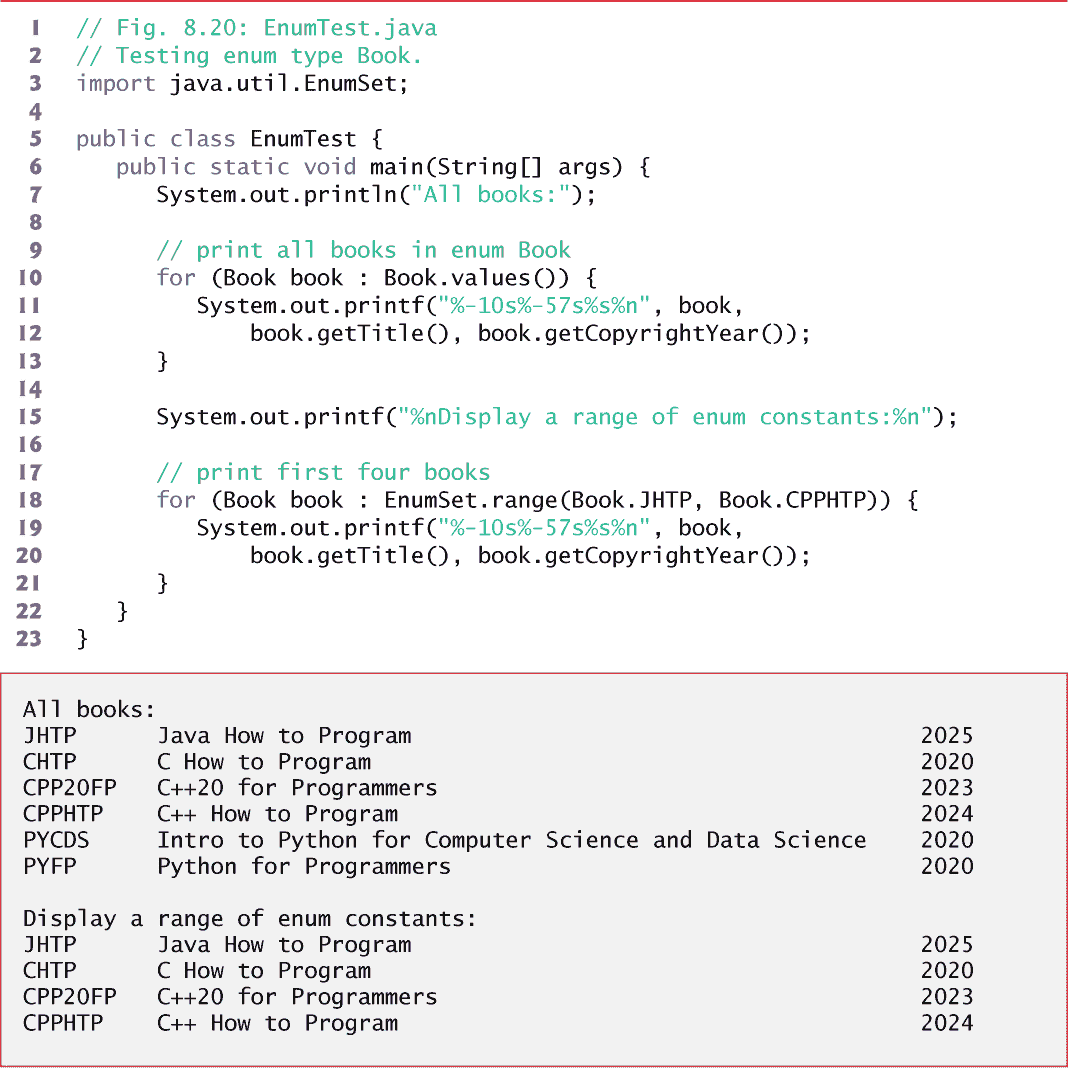 1 // Fig. 8.20: EnumTest.java
2 // Testing enum type Book.
3 import java.util.EnumSet;
4
5 public class EnumTest {
6    public static void main(String[] args) {
7       System.out.println("All books:");
8
9       // print all books in enum Book
10       for (Book book : Book.values()) {
11          System.out.printf("%-10s%-57s%s%n", book,
12              book.getTitle(), book.getCopyrightYear());
13       }
14
15       System.out.printf("%nDisplay a range of enum constants:%n");
16
17       // print first four books
18       for (Book book : EnumSet.range(Book.JHTP, Book.CPPHTP)) {
19          System.out.printf("%-10s%-57s%s%n", book,
20              book.getTitle(), book.getCopyrightYear());
21       }
22    }
23 }
All books:
JHTP      Java How to Program                                      2025
CHTP      C How to Program                                         2020
CPP20FP   C++20 for Programmers                                    2023
CPPHTP    C++ How to Program                                       2024
PYCDS     Intro to Python for Computer Science and Data Science    2020
PYFP      Python for Programmers                                   2020

Display a range of enum constants:
JHTP      Java How to Program                                      2025
CHTP      C How to Program                                         2020
CPP20FP   C++20 for Programmers                                    2023
CPPHTP    C++ How to Program                                       2024